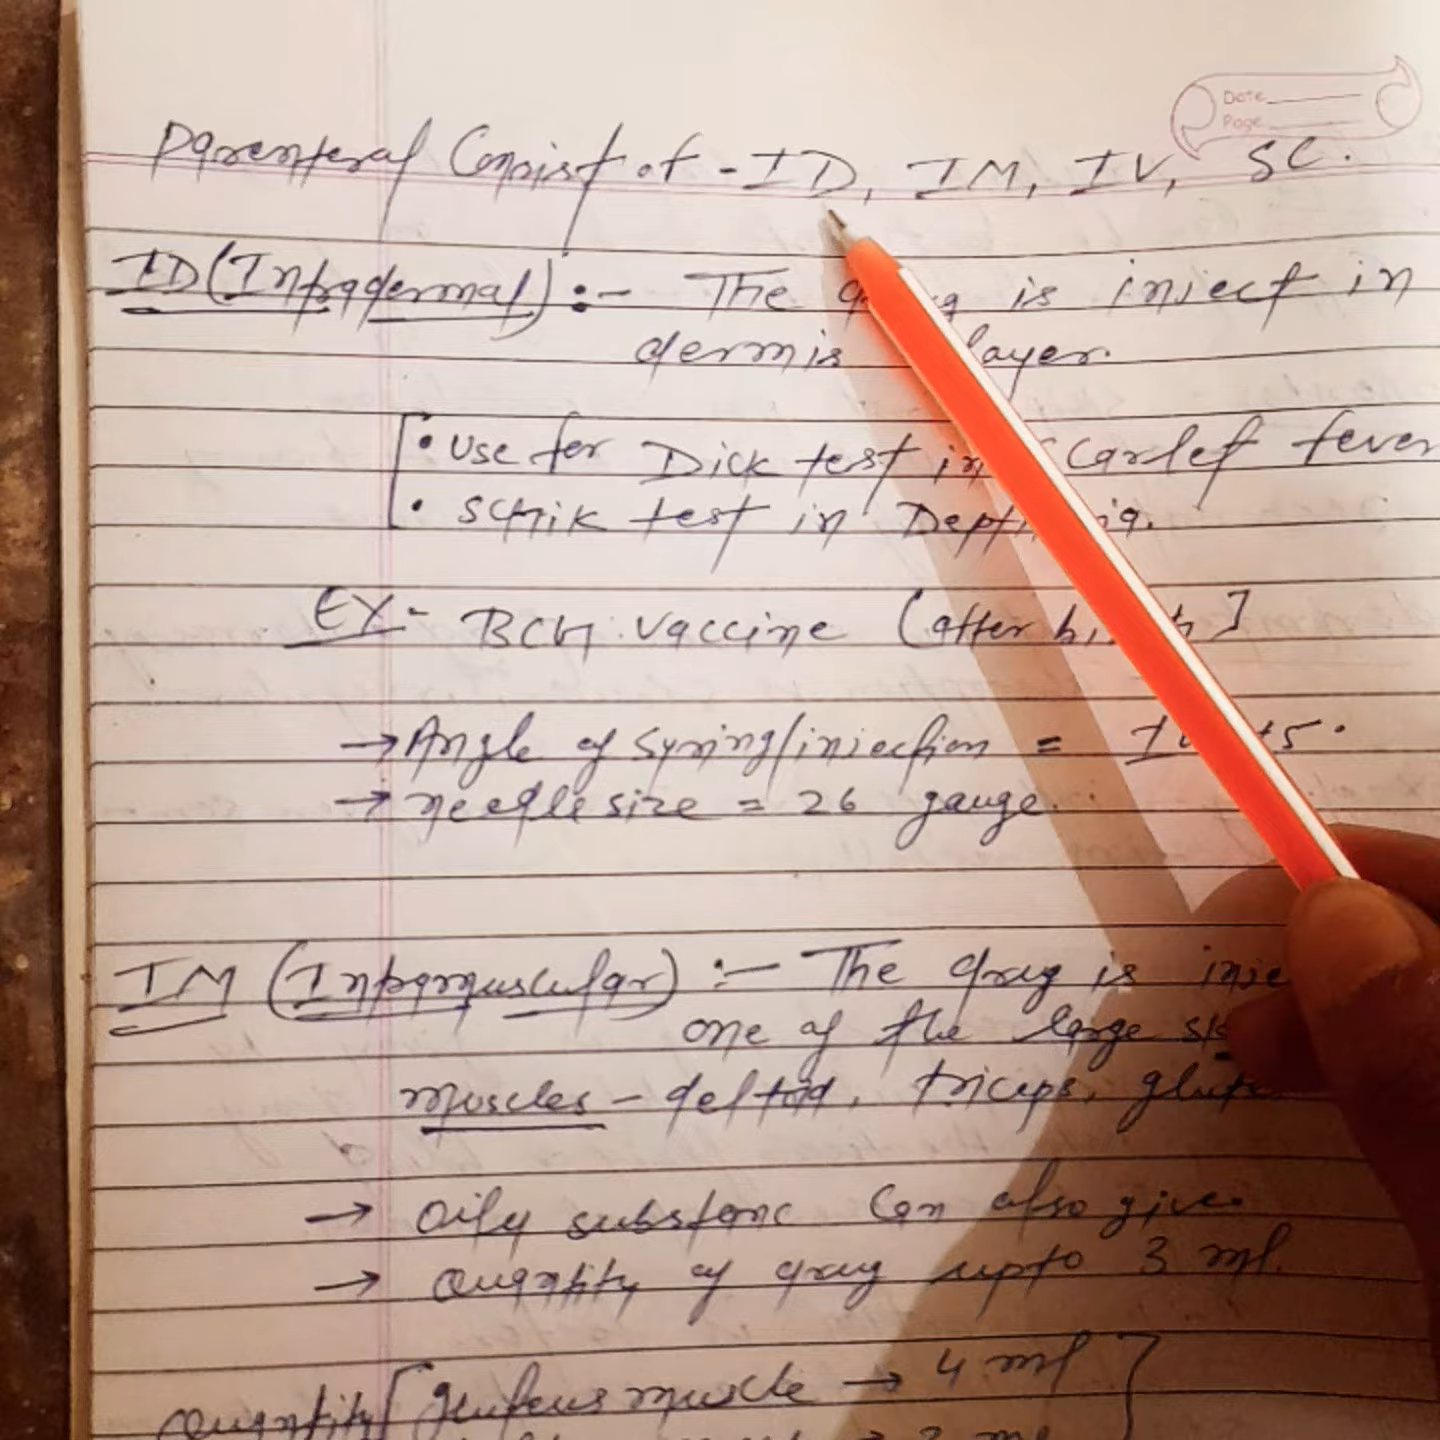 Date
Page
Parenteral Consist of - ID, IM, IV, SC.
ID (Intradermal) :- The is inject in
dermis layer.
• Use for Dick test in Scarlet fever
• Schik test in
EX - BCG vaccine (after
→ Angle of Syring/injection =
→ needle size = 26 gauge.
IM (Intramuscular) :- The drug is
one of the large
muscles - deltoid, triceps,
→ Oily substanc Can also give
→ Quantity of drug upto 3 ml.
Quantity [ gluteus muscle → 4 ml ]